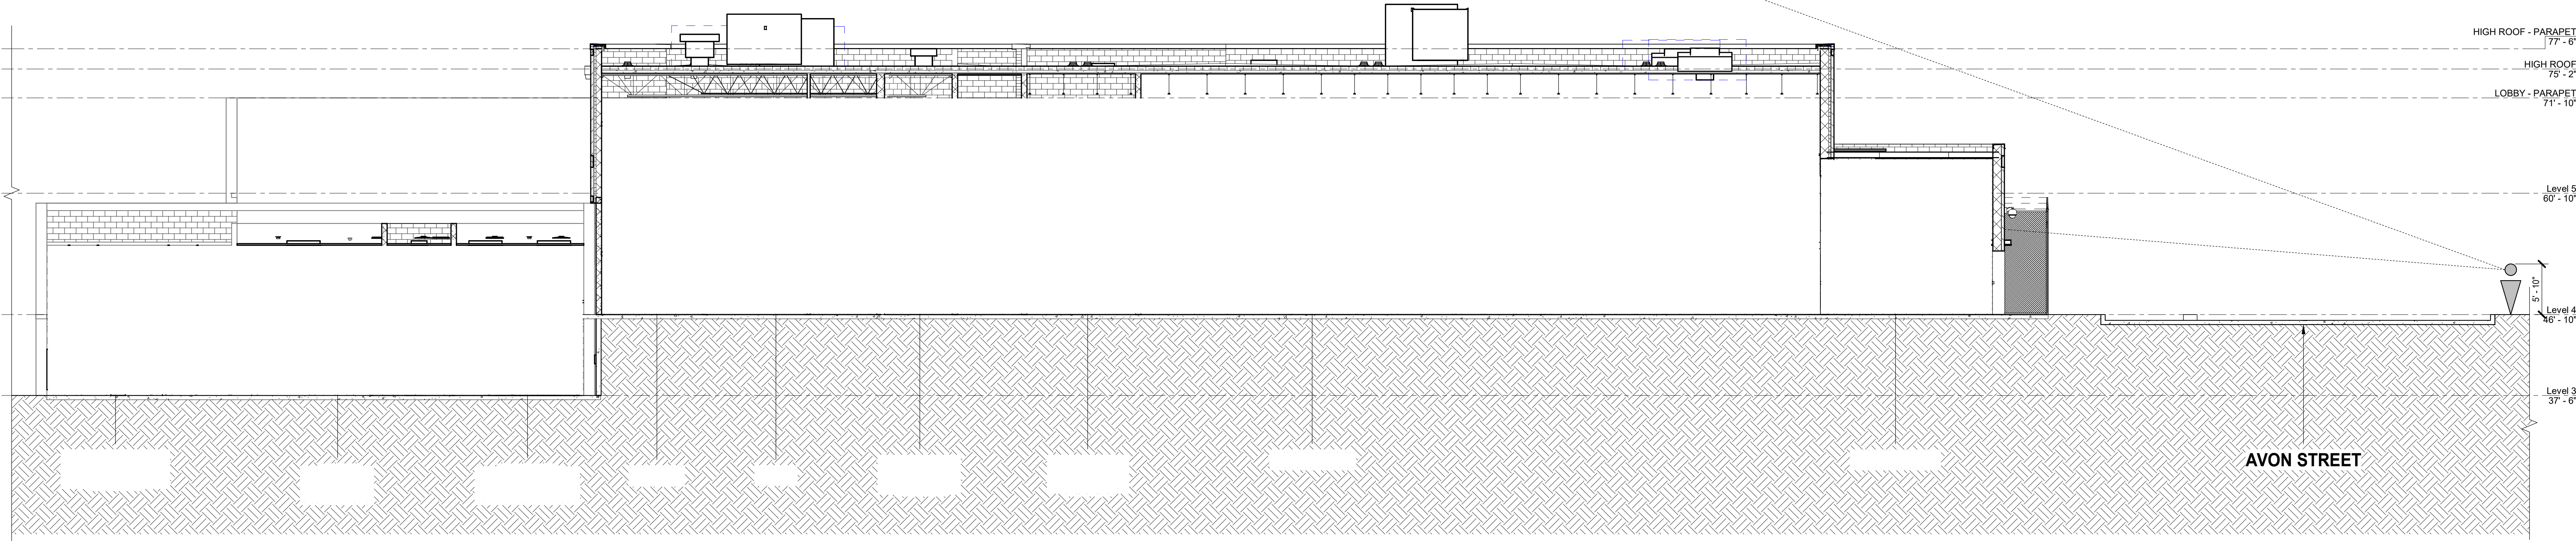 HIGH ROOF - PARAPET
77' - 6"
HIGH ROOF
75' - 2"
LOBBY - PARAPET
71' - 10"
Level 5
60' - 10"
5' - 10"
Level 4
46' - 10"
Level 3
37' - 6"
AVON STREET